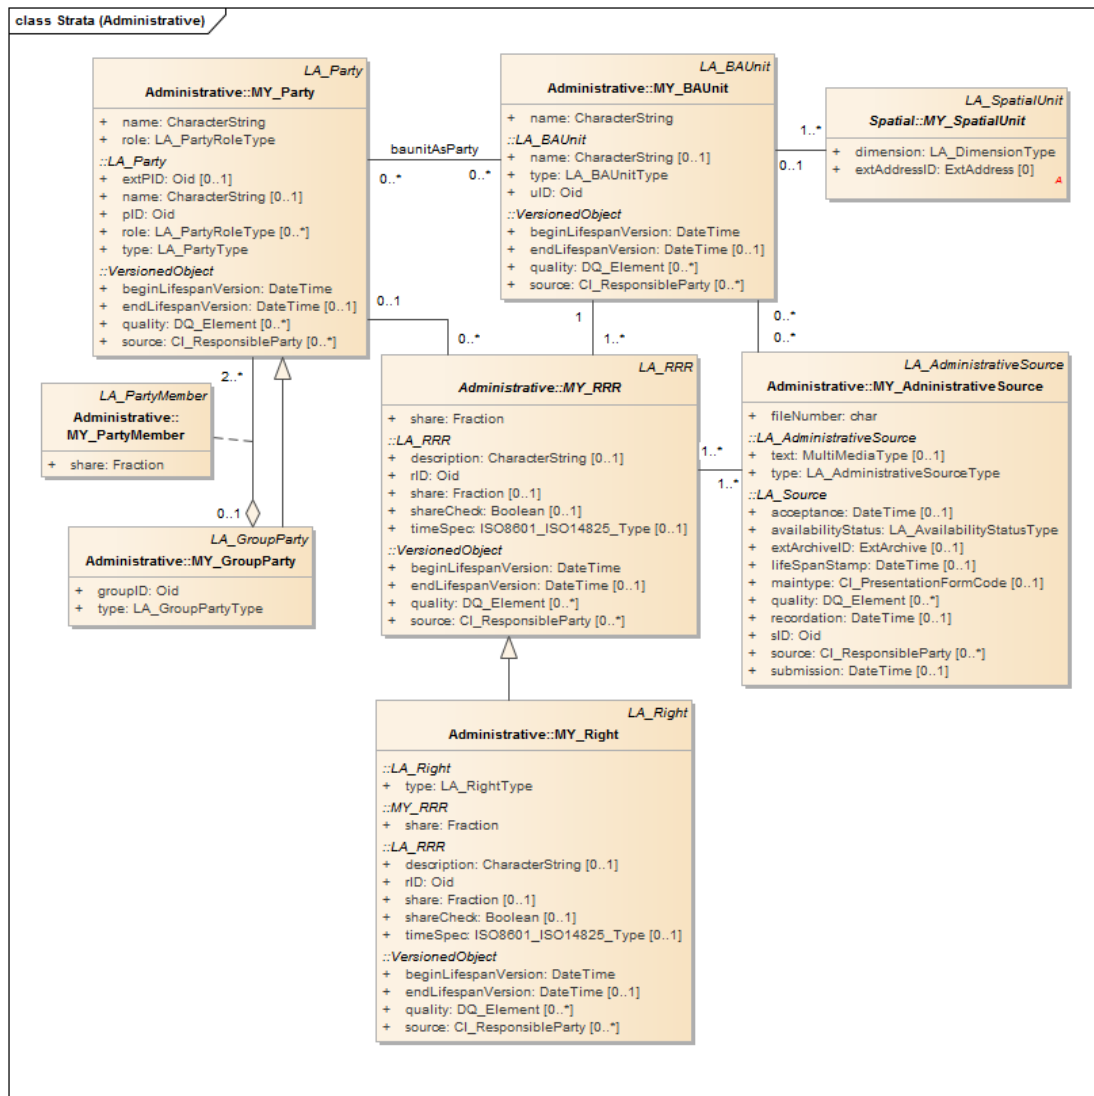 class Strata (Administrative)
LA_Party
Administrative::MY_Party
+ name: CharacterString
+ role: LA_PartyRoleType
::LA_Party
+ extPID: Oid [0..1]
+ name: CharacterString [0..1]
+ pID: Oid
+ role: LA_PartyRoleType [0..*]
+ type: LA_PartyType
::VersionedObject
+ beginLifespanVersion: DateTime
+ endLifespanVersion: DateTime [0..1]
+ quality: DQ_Element [0..*]
+ source: CI_ResponsibleParty [0..*]
baunitAsParty
0..*
0..*
LA_BAUnit
Administrative::MY_BAUnit
+ name: CharacterString
::LA_BAUnit
+ name: CharacterString [0..1]
+ type: LA_BAUnitType
+ uID: Oid
::VersionedObject
+ beginLifespanVersion: DateTime
+ endLifespanVersion: DateTime [0..1]
+ quality: DQ_Element [0..*]
+ source: CI_ResponsibleParty [0..*]
1..*
0..1
LA_SpatialUnit
Spatial::MY_SpatialUnit
+ dimension: LA_DimensionType
+ extAddressID: ExtAddress [0]
A
0..1
0..*
1
1..*
0..*
0..*
2..*
LA_PartyMember
Administrative::
MY_PartyMember
+ share: Fraction
0..1
LA_GroupParty
Administrative::MY_GroupParty
+ groupID: Oid
+ type: LA_GroupPartyType
LA_RRR
Administrative::MY_RRR
+ share: Fraction
::LA_RRR
+ description: CharacterString [0..1]
+ rID: Oid
+ share: Fraction [0..1]
+ shareCheck: Boolean [0..1]
+ timeSpec: ISO8601_ISO14825_Type [0..1]
::VersionedObject
+ beginLifespanVersion: DateTime
+ endLifespanVersion: DateTime [0..1]
+ quality: DQ_Element [0..*]
+ source: CI_ResponsibleParty [0..*]
1..*
1..*
LA_AdministrativeSource
Administrative::MY_AdninistrativeSource
+ fileNumber: char
::LA_AdministrativeSource
+ text: MultiMediaType [0..1]
+ type: LA_AdministrativeSourceType
::LA_Source
+ acceptance: DateTime [0..1]
+ availabilityStatus: LA_AvailabilityStatusType
+ extArchiveID: ExtArchive [0..1]
+ lifeSpanStamp: DateTime [0..1]
+ maintype: CI_PresentationFormCode [0..1]
+ quality: DQ_Element [0..*]
+ recordation: DateTime [0..1]
+ sID: Oid
+ source: CI_ResponsibleParty [0..*]
+ submission: DateTime [0..1]
LA_Right
Administrative::MY_Right
::LA_Right
+ type: LA_RightType
::MY_RRR
+ share: Fraction
::LA_RRR
+ description: CharacterString [0..1]
+ rID: Oid
+ share: Fraction [0..1]
+ shareCheck: Boolean [0..1]
+ timeSpec: ISO8601_ISO14825_Type [0..1]
::VersionedObject
+ beginLifespanVersion: DateTime
+ endLifespanVersion: DateTime [0..1]
+ quality: DQ_Element [0..*]
+ source: CI_ResponsibleParty [0..*]